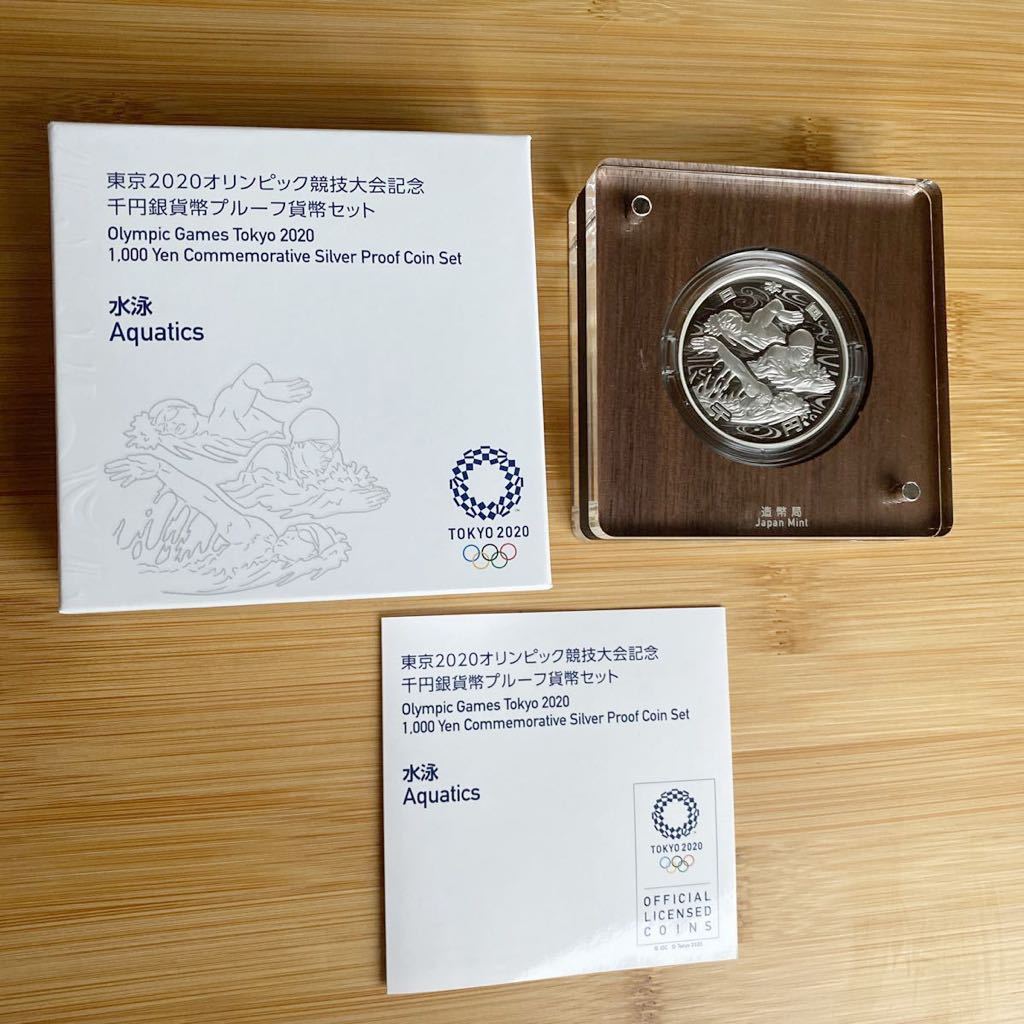 東京2020オリンピック競技大会記念
千円銀貨幣プルーフ貨幣セット
Olympic Games Tokyo 2020
1,000 Yen Commemorative Silver Proof Coin Set
水泳
Aquatics
TOKYO 2020
日本国
千円
造幣局
Japan Mint
東京2020オリンピック競技大会記念
千円銀貨幣プルーフ貨幣セット
Olympic Games Tokyo 2020
1,000 Yen Commemorative Silver Proof Coin Set
水泳
Aquatics
TOKYO 2020
OFFICIAL
LICENSED
COINS
© IOC © Tokyo 2020